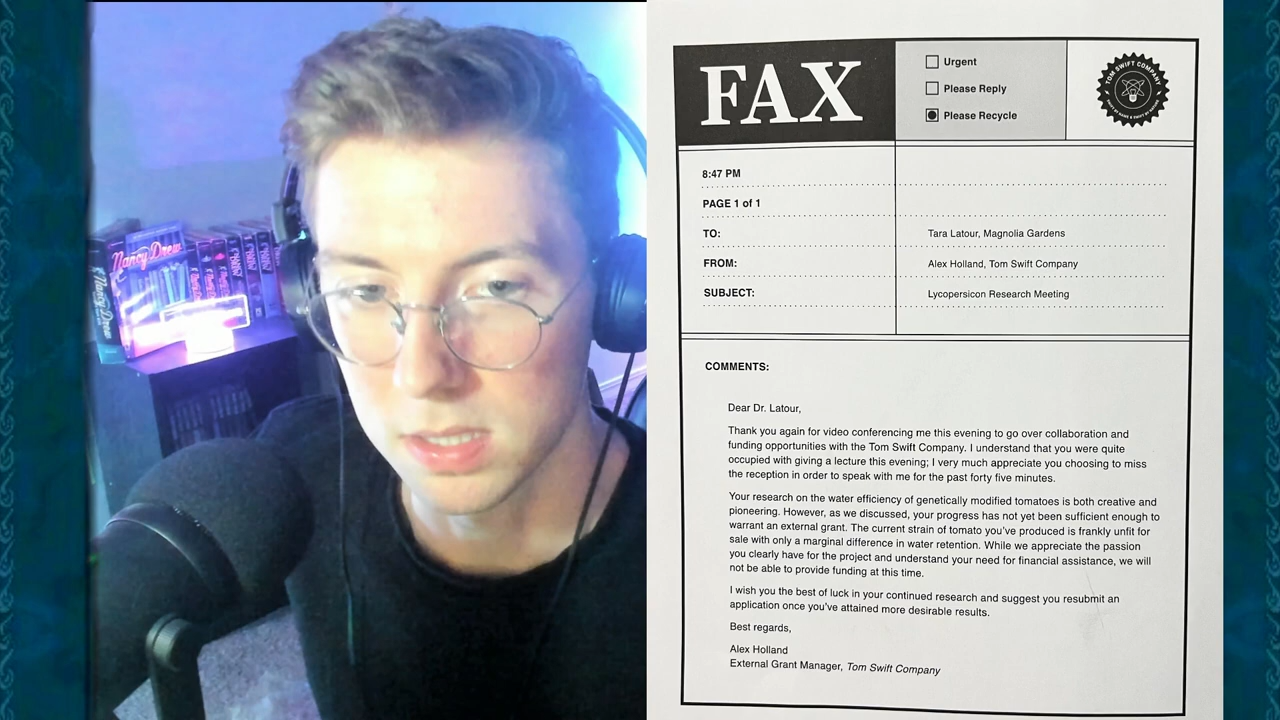 Nancy Drew
FAX
Urgent
Please Reply
Please Recycle
TOM SWIFT COMPANY
8:47 PM
PAGE 1 of 1
TO: Tara Latour, Magnolia Gardens
FROM: Alex Holland, Tom Swift Company
SUBJECT: Lycopersicon Research Meeting
COMMENTS:
Dear Dr. Latour,
Thank you again for video conferencing me this evening to go over collaboration and
funding opportunities with the Tom Swift Company. I understand that you were quite
occupied with giving a lecture this evening; I very much appreciate you choosing to miss
the reception in order to speak with me for the past forty five minutes.
Your research on the water efficiency of genetically modified tomatoes is both creative and
pioneering. However, as we discussed, your progress has not yet been sufficient enough to
warrant an external grant. The current strain of tomato you've produced is frankly unfit for
sale with only a marginal difference in water retention. While we appreciate the passion
you clearly have for the project and understand your need for financial assistance, we will
not be able to provide funding at this time.
I wish you the best of luck in your continued research and suggest you resubmit an
application once you've attained more desirable results.
Best regards,
Alex Holland
External Grant Manager, Tom Swift Company